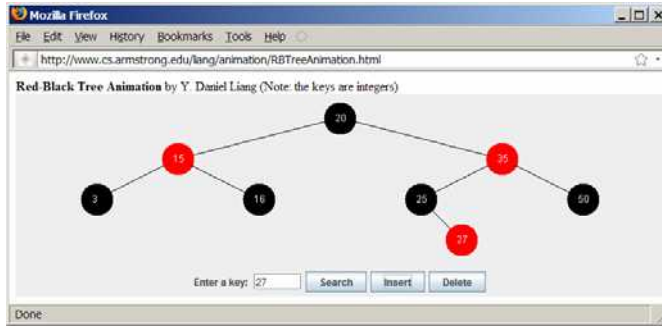 Mozilla Firefox
File Edit View History Bookmarks Tools Help
http://www.cs.armstrong.edu/liang/animation/RBTreeAnimation.html
Red-Black Tree Animation by Y. Daniel Liang (Note: the keys are integers)
20
15 35
3 16 25 50
27
Enter a key: 27 Search Insert Delete
Done